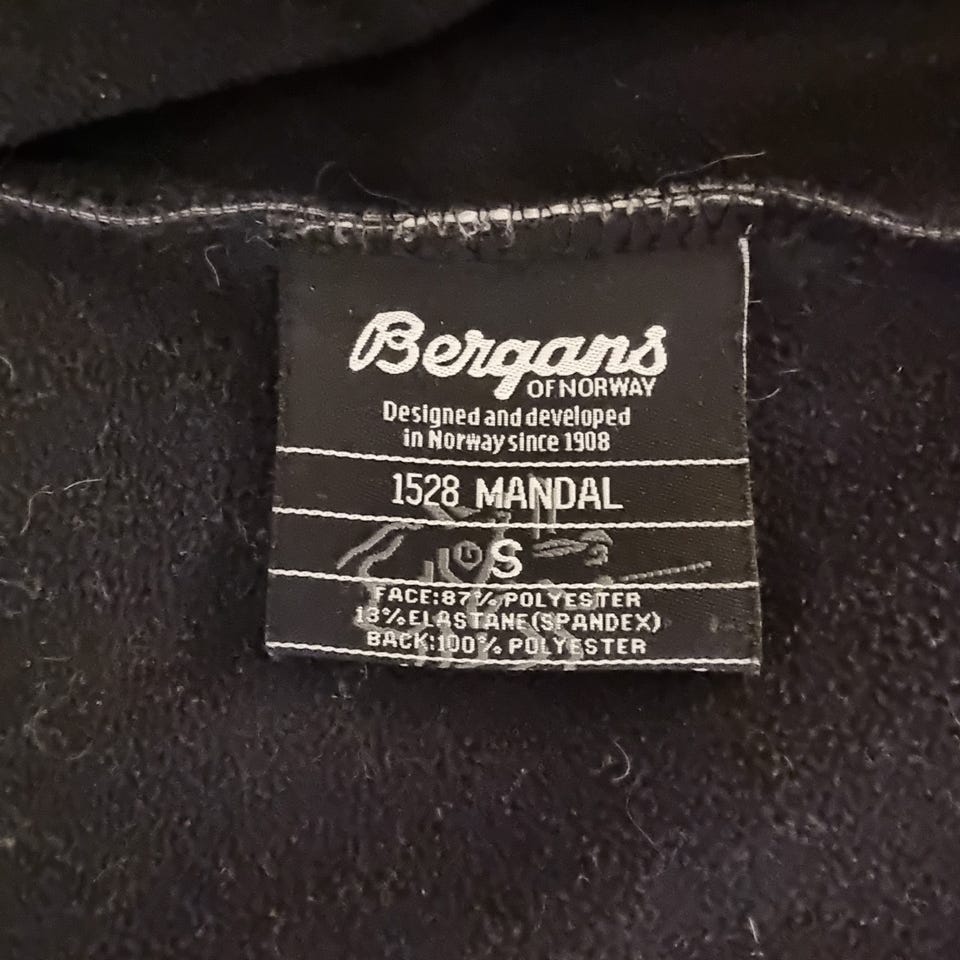 Bergans
OF NORWAY
Designed and developed
in Norway since 1908
1528 MANDAL
S
FACE:87% POLYESTER
13% ELASTANE(SPANDEX)
BACK:100% POLYESTER